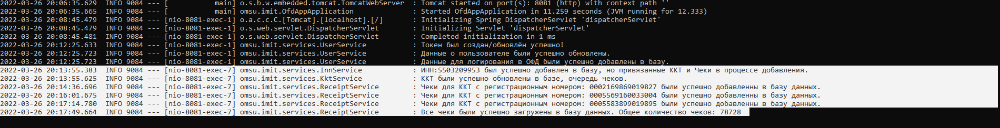 2022-03-26 20:06:35.629  INFO 9084 --- [           main] o.s.b.w.embedded.tomcat.TomcatWebServer  : Tomcat started on port(s): 8081 (http) with context path ''
2022-03-26 20:06:35.665  INFO 9084 --- [           main] omsu.imit.OfdAppApplication              : Started OfdAppApplication in 11.259 seconds (JVM running for 12.333)
2022-03-26 20:08:45.479  INFO 9084 --- [nio-8081-exec-1] o.a.c.c.C.[Tomcat].[localhost].[/]       : Initializing Spring DispatcherServlet 'dispatcherServlet'
2022-03-26 20:08:45.479  INFO 9084 --- [nio-8081-exec-1] o.s.web.servlet.DispatcherServlet        : Initializing Servlet 'dispatcherServlet'
2022-03-26 20:08:45.481  INFO 9084 --- [nio-8081-exec-1] o.s.web.servlet.DispatcherServlet        : Completed initialization in 1 ms
2022-03-26 20:12:25.633  INFO 9084 --- [nio-8081-exec-1] omsu.imit.services.UserService           : Токен был создан/обновлён успешно!
2022-03-26 20:12:25.723  INFO 9084 --- [nio-8081-exec-1] omsu.imit.services.UserService           : Данные о пользователе были успешно обновлены.
2022-03-26 20:12:25.723  INFO 9084 --- [nio-8081-exec-1] omsu.imit.services.UserService           : Данные для логирования в ОФД были успешно добавлены в базу.
2022-03-26 20:13:55.383  INFO 9084 --- [nio-8081-exec-7] omsu.imit.services.InnService            : ИНН:5503209953 был успешно добавлен в базу, но привязанные ККТ и Чеки в процессе добавления.
2022-03-26 20:13:55.625  INFO 9084 --- [nio-8081-exec-7] omsu.imit.services.KktService            : ККТ были успешно обновлены в базе, очередь чеков.
2022-03-26 20:14:36.696  INFO 9084 --- [nio-8081-exec-7] omsu.imit.services.ReceiptService        : Чеки для ККТ с регистрационным номером: 0002169869019827 были успешно добавленны в базу данных.
2022-03-26 20:16:01.675  INFO 9084 --- [nio-8081-exec-7] omsu.imit.services.ReceiptService        : Чеки для ККТ с регистрационным номером: 0005569160033004 были успешно добавленны в базу данных.
2022-03-26 20:17:14.780  INFO 9084 --- [nio-8081-exec-7] omsu.imit.services.ReceiptService        : Чеки для ККТ с регистрационным номером: 0005583899019895 были успешно добавленны в базу данных.
2022-03-26 20:17:49.664  INFO 9084 --- [nio-8081-exec-7] omsu.imit.services.ReceiptService        : Все чеки были успешно загружены в базу данных. Общее количество чеков: 78728